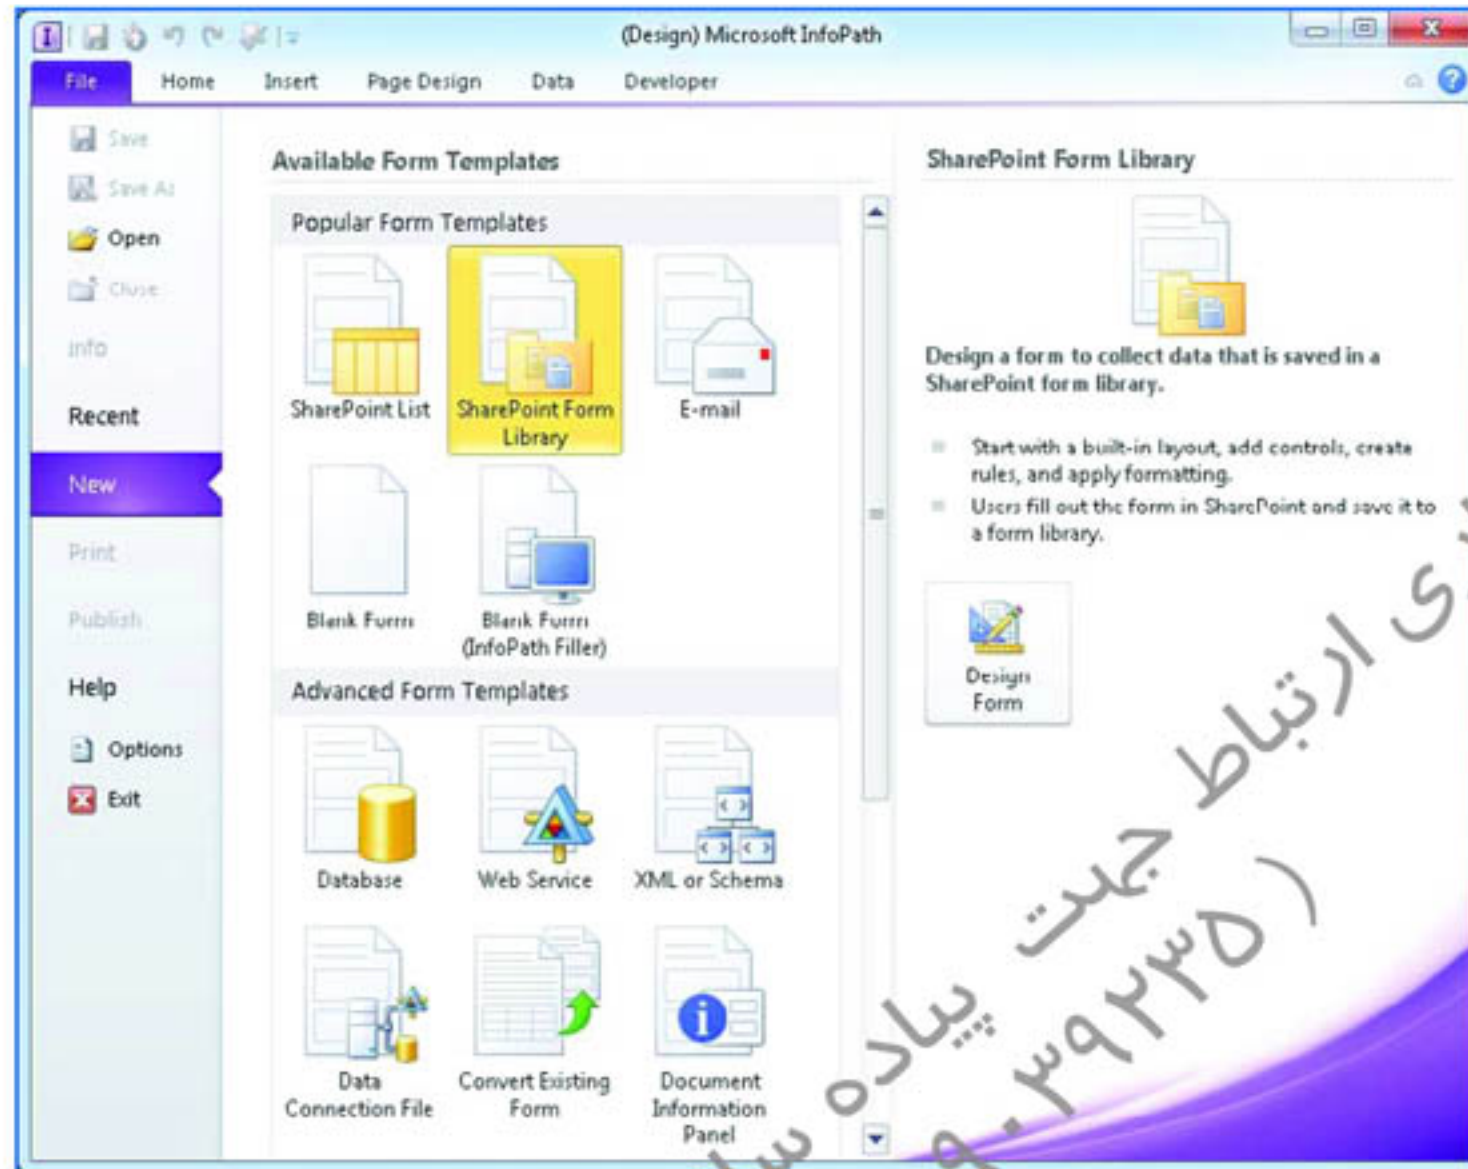 (Design) Microsoft InfoPath
File Home Insert Page Design Data Developer
Save
Save As
Open
Close
Info
Recent
New
Print
Publish
Help
Options
Exit
Available Form Templates
Popular Form Templates
SharePoint List
SharePoint Form
Library
E-mail
Blank Form
Blank Form
(InfoPath Filler)
Advanced Form Templates
Database
Web Service
XML or Schema
Data
Connection File
Convert Existing
Form
Document
Information
Panel
SharePoint Form Library
Design a form to collect data that is saved in a
SharePoint form library.
Start with a built-in layout, add controls, create
rules, and apply formatting.
Users fill out the form in SharePoint and save it to
a form library.
Design
Form
ارتباط جهت پیاده